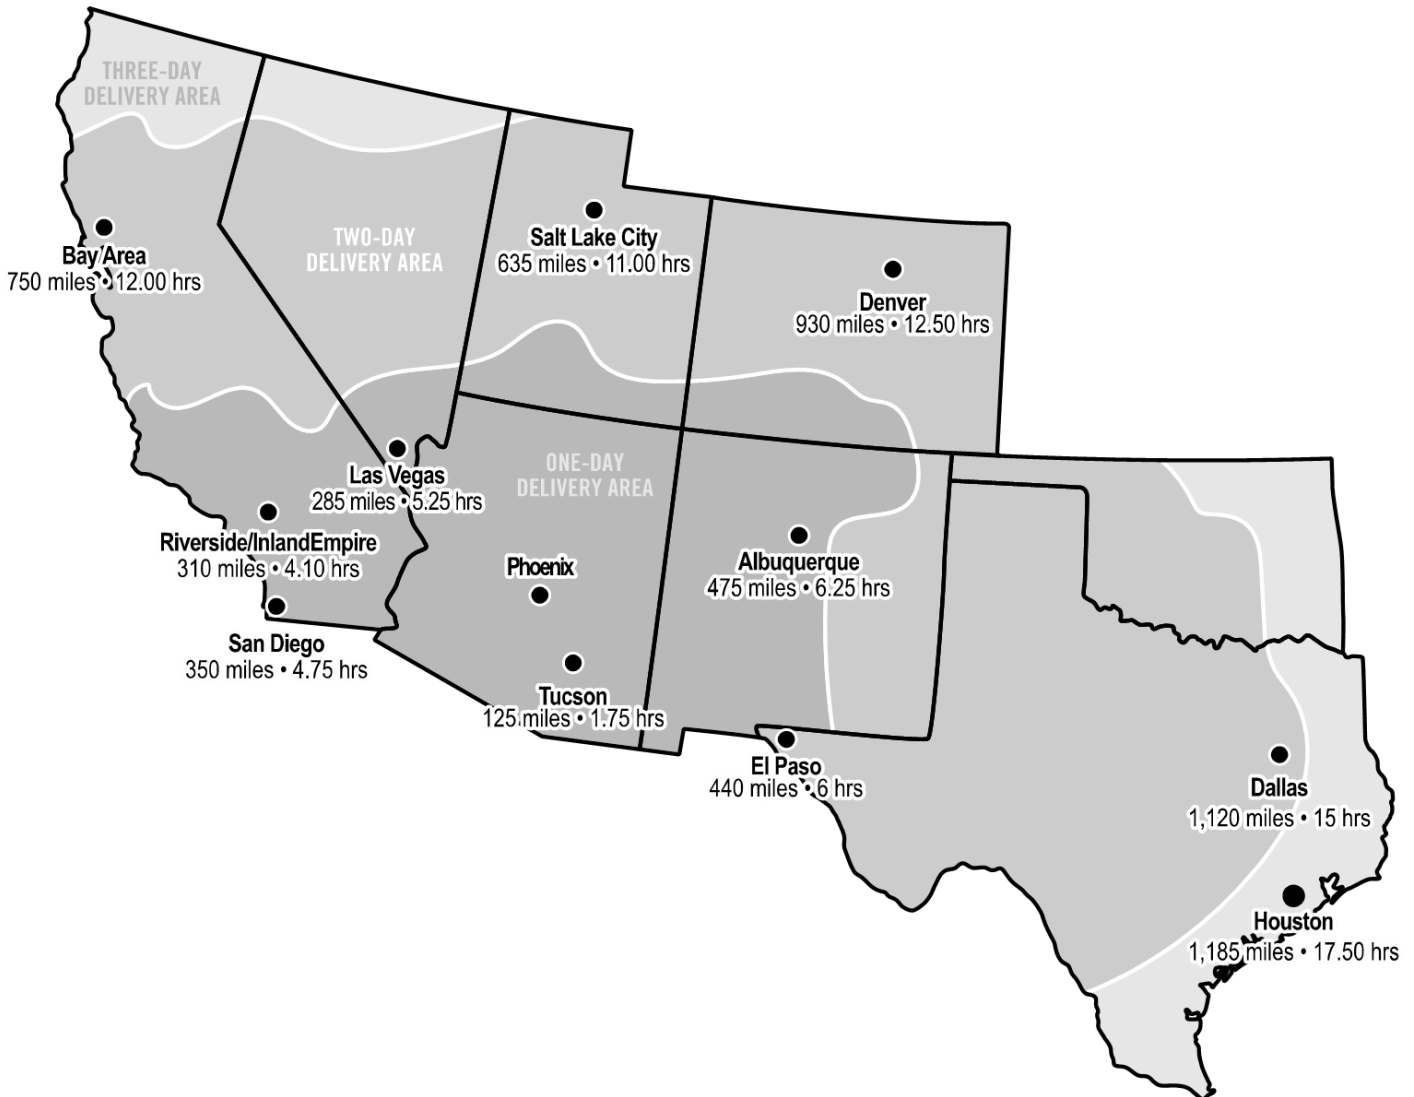 THREE-DAY
DELIVERY AREA
TWO-DAY
DELIVERY AREA
Salt Lake City
635 miles • 11.00 hrs
Bay Area
750 miles • 12.00 hrs
Denver
930 miles • 12.50 hrs
Las Vegas
285 miles • 5.25 hrs
ONE-DAY
DELIVERY AREA
Riverside/InlandEmpire
310 miles • 4.10 hrs
Phoenix
Albuquerque
475 miles • 6.25 hrs
San Diego
350 miles • 4.75 hrs
Tucson
125 miles • 1.75 hrs
El Paso
440 miles • 6 hrs
Dallas
1,120 miles • 15 hrs
Houston
1,185 miles • 17.50 hrs